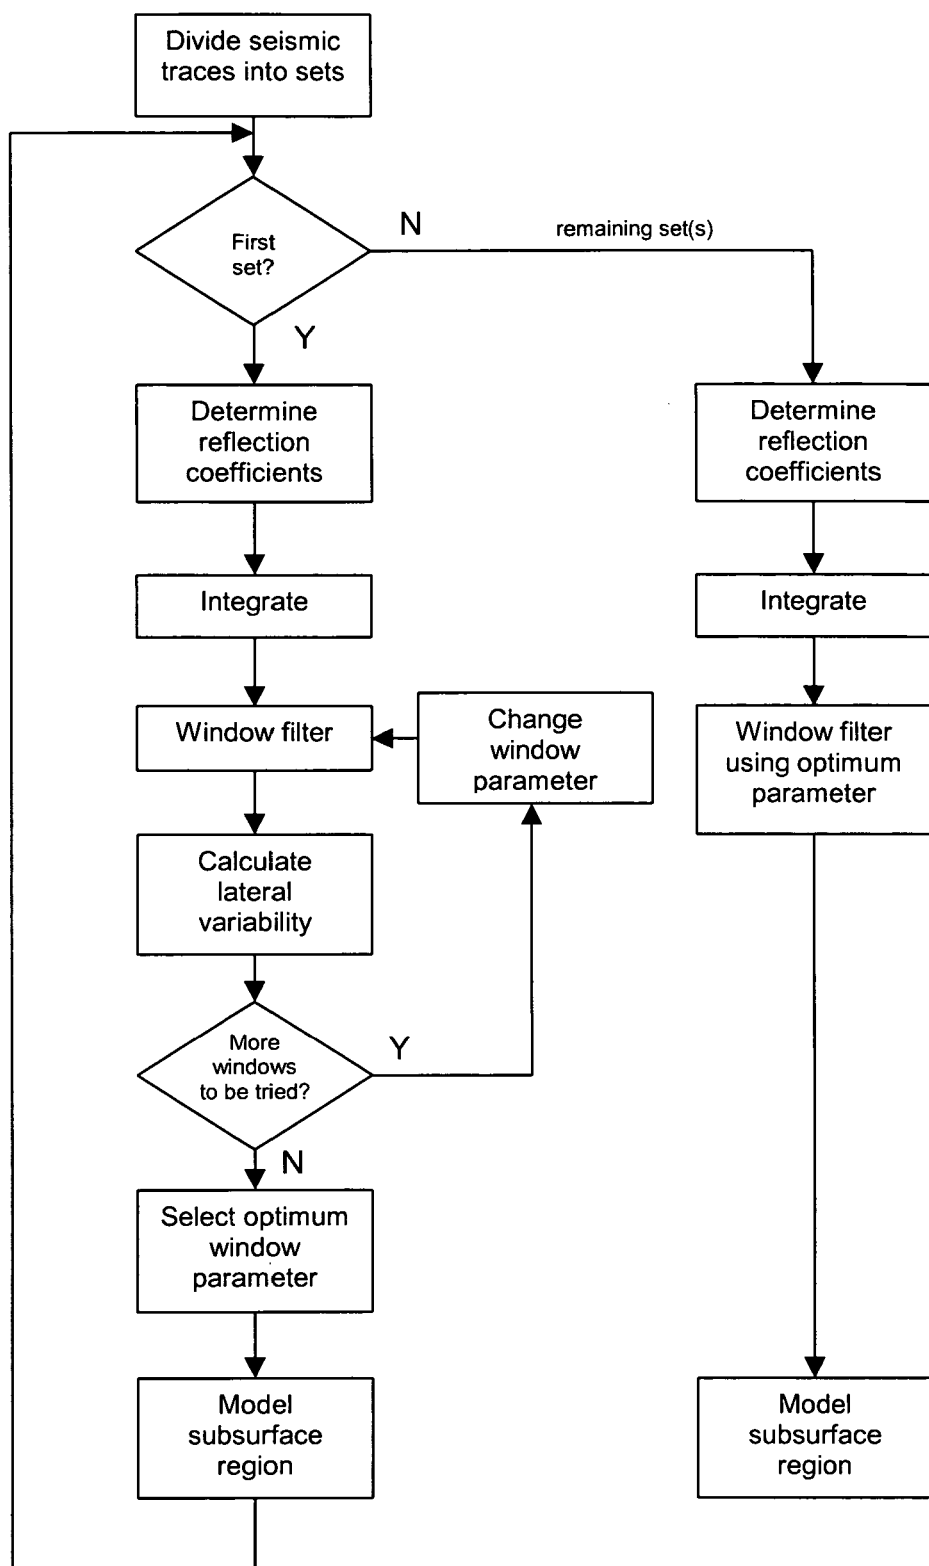 Divide seismic
traces into sets
First
set?
N
remaining set(s)
Y
Determine
reflection
coefficients
Integrate
Window filter
Change
window
parameter
Calculate
lateral
variability
More
windows
to be tried?
Y
N
Select optimum
window
parameter
Model
subsurface
region
Determine
reflection
coefficients
Integrate
Window filter
using optimum
parameter
Model
subsurface
region